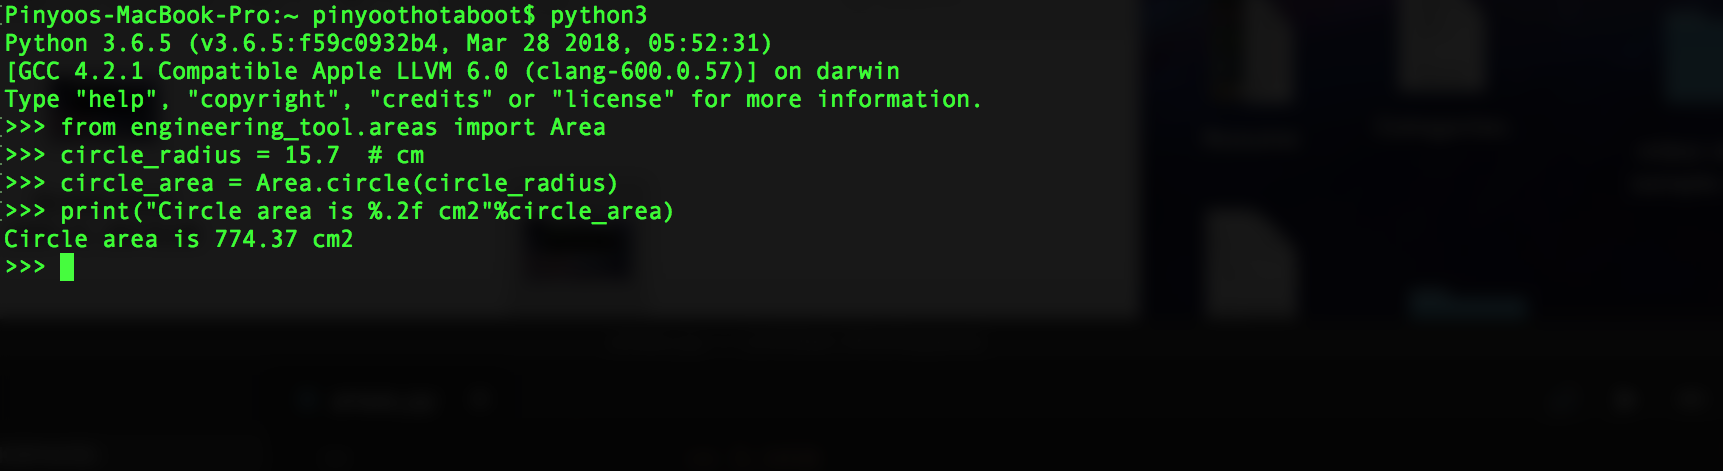 Pinyoos-MacBook-Pro:~ pinyoothotaboot$ python3
Python 3.6.5 (v3.6.5:f59c0932b4, Mar 28 2018, 05:52:31)
[GCC 4.2.1 Compatible Apple LLVM 6.0 (clang-600.0.57)] on darwin
Type "help", "copyright", "credits" or "license" for more information.
>>> from engineering_tool.areas import Area
>>> circle_radius = 15.7  # cm
>>> circle_area = Area.circle(circle_radius)
>>> print("Circle area is %.2f cm2"%circle_area)
Circle area is 774.37 cm2
>>>